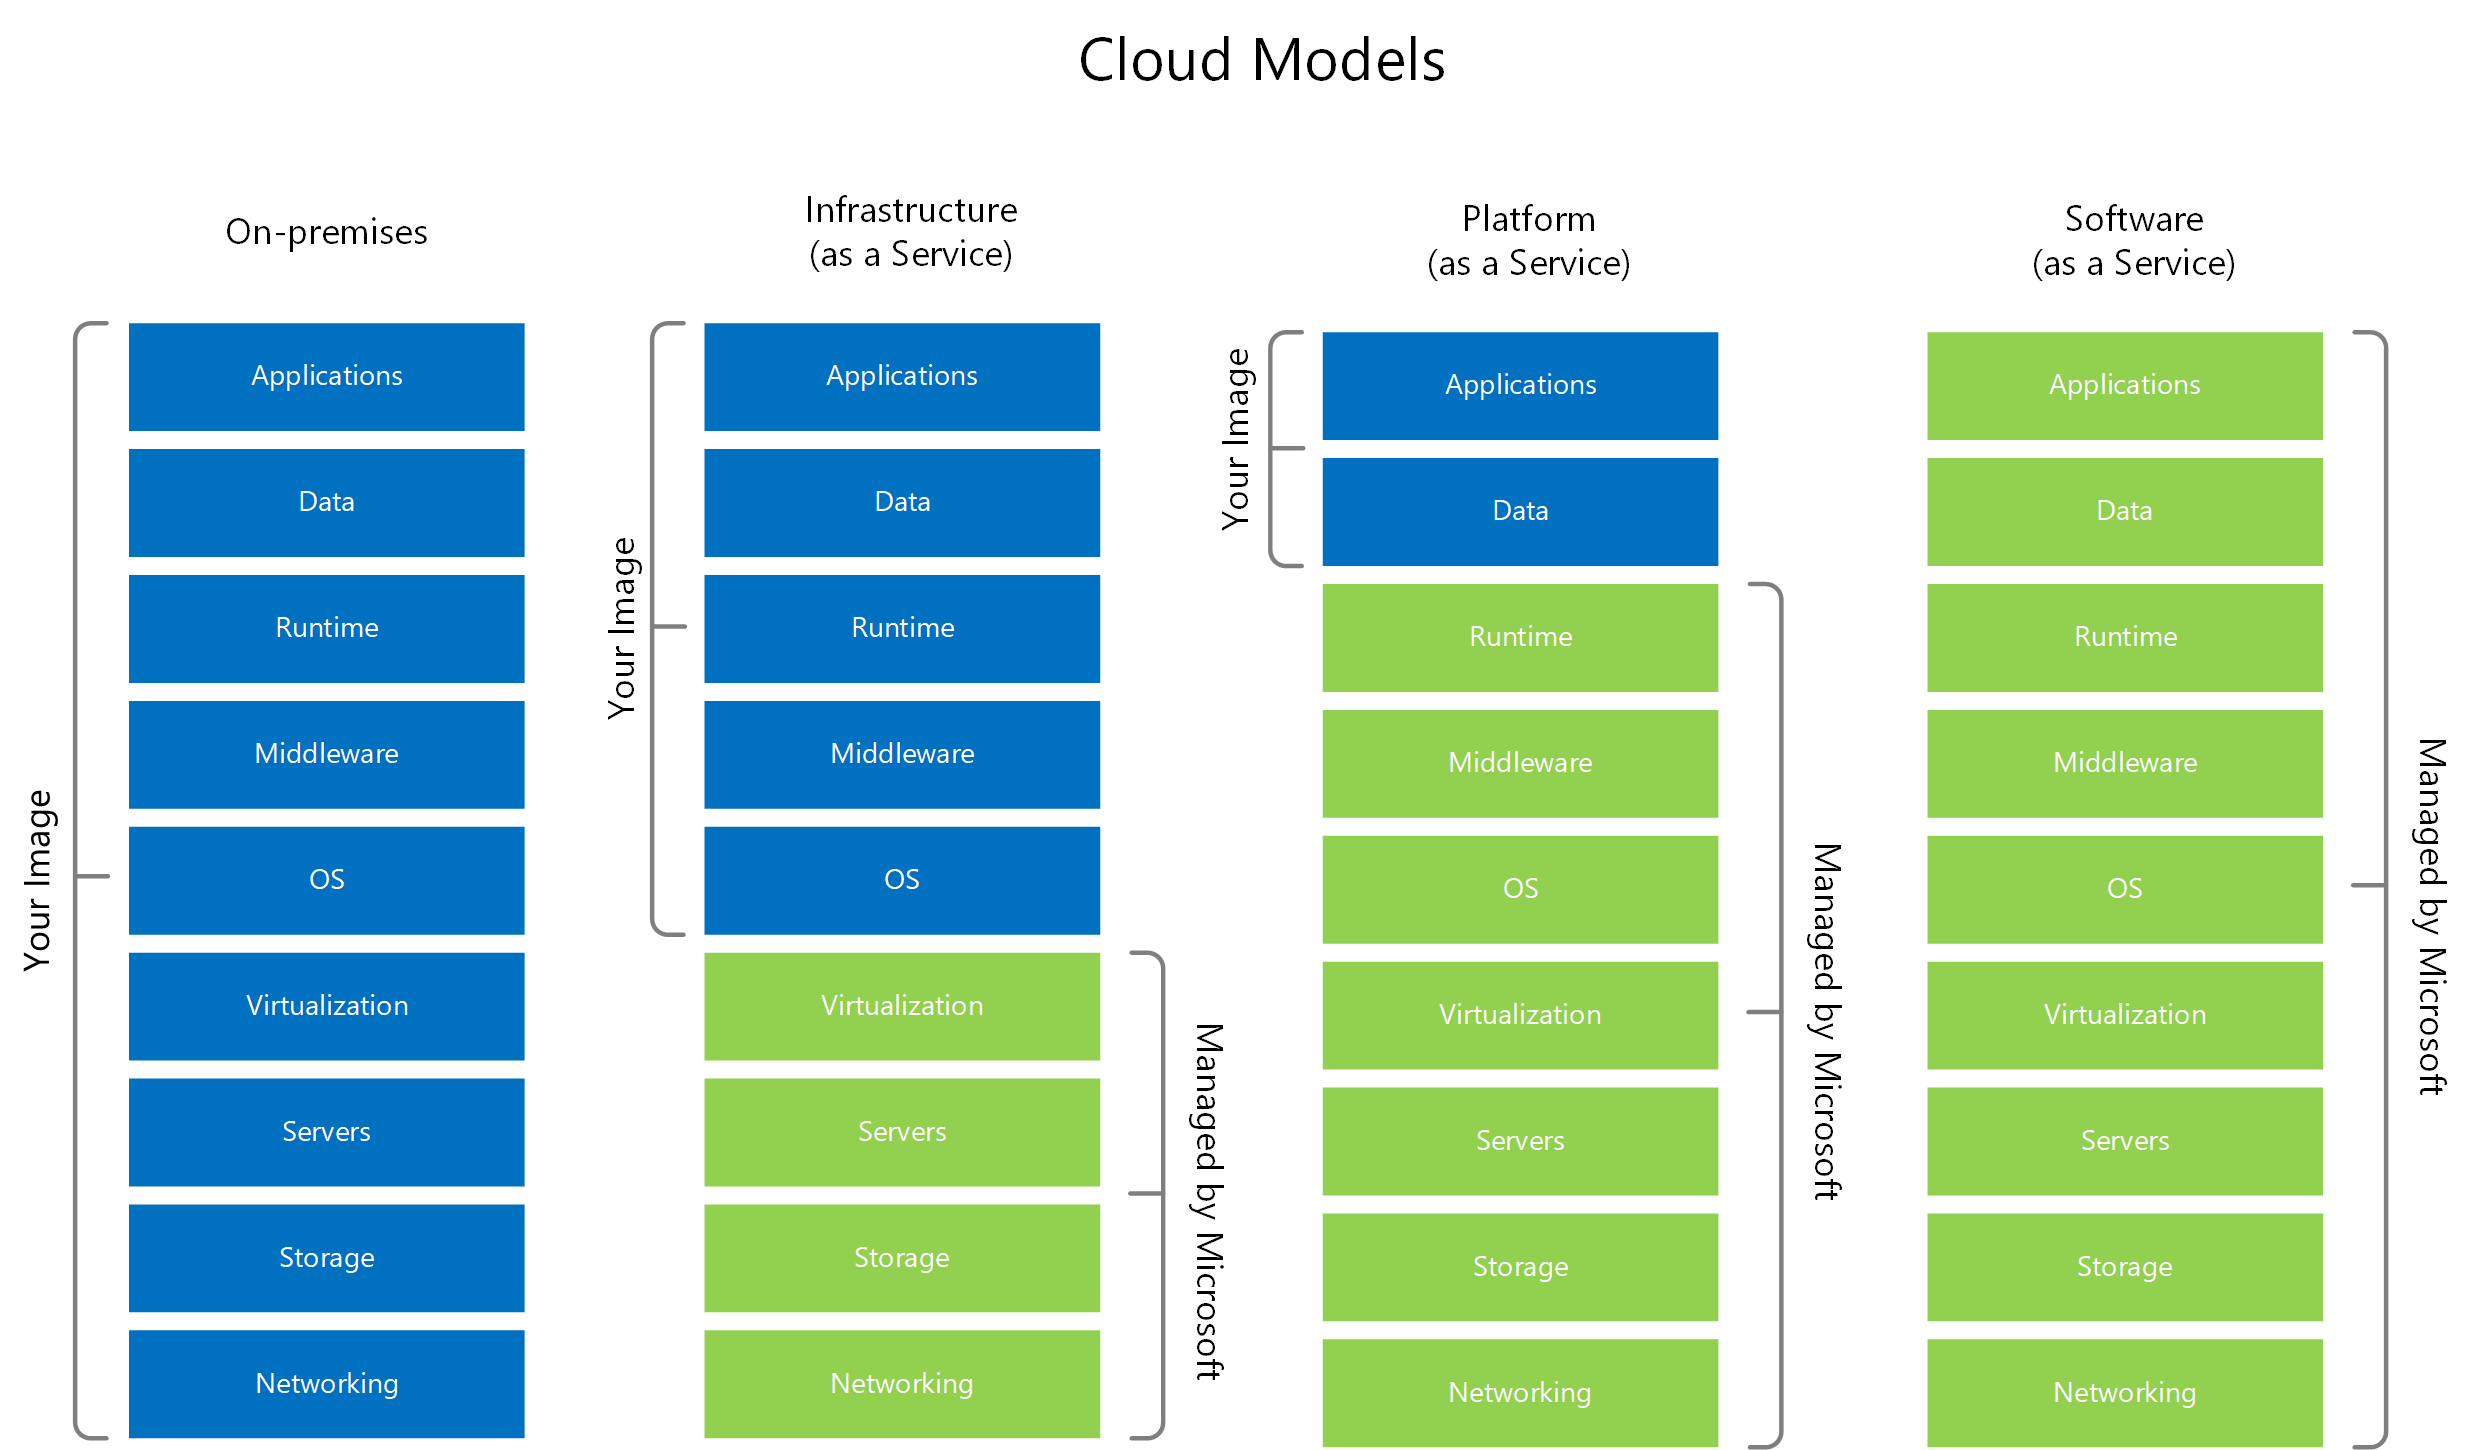 Cloud Models
On-premises
Your Image
Applications
Data
Runtime
Middleware
OS
Virtualization
Servers
Storage
Networking
Infrastructure
(as a Service)
Your Image
Applications
Data
Runtime
Middleware
OS
Virtualization
Servers
Storage
Networking
Managed by Microsoft
Platform
(as a Service)
Your Image
Applications
Data
Runtime
Middleware
OS
Virtualization
Servers
Storage
Networking
Managed by Microsoft
Software
(as a Service)
Applications
Data
Runtime
Middleware
OS
Virtualization
Servers
Storage
Networking
Managed by Microsoft